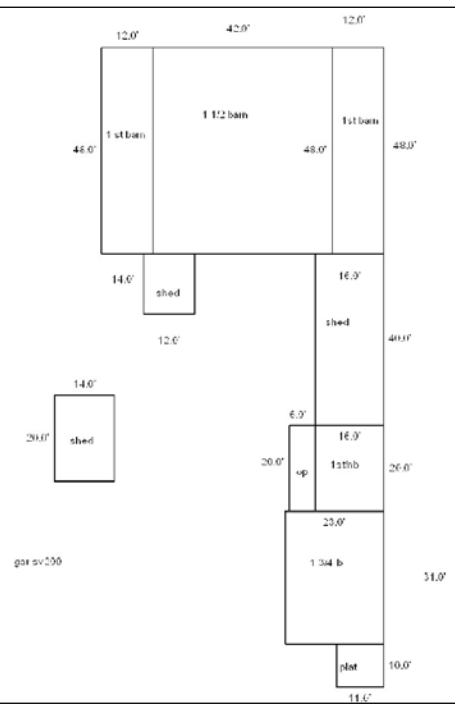 12.0'
42.0'
12.0'
1 st barn
1 1/2 barn
1st barn
48.0'
48.0'
48.0'
14.0'
shed
12.0'
16.0'
shed
40.0'
14.0'
20.0'
shed
6.0'
20.0'
op
16.0'
1st/nb
20.0'
23.0'
1 3/4 b
31.0'
gar sv200
plat
10.0'
11.0'